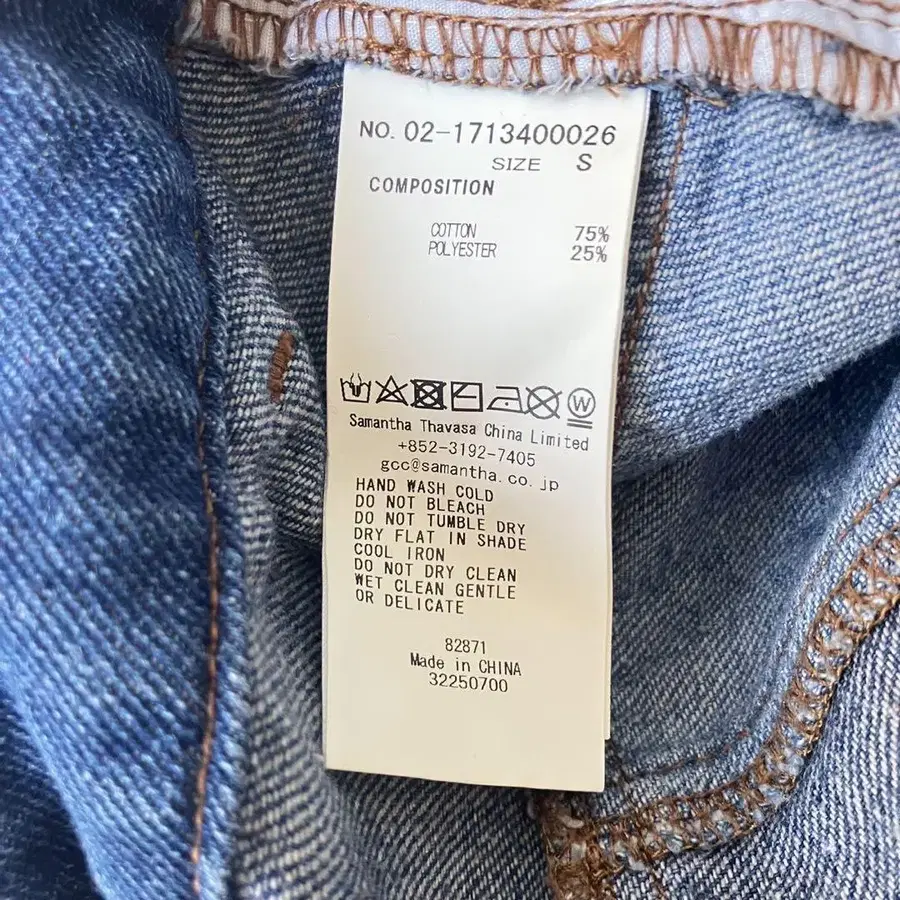 NO. 02-1713400026
SIZE S
COMPOSITION
COTTON 75%
POLYESTER 25%
W
Samantha Thavasa China Limited
+852-3192-7405
gcc@samantha.co.jp
HAND WASH COLD
DO NOT BLEACH
DO NOT TUMBLE DRY
DRY FLAT IN SHADE
COOL IRON
DO NOT DRY CLEAN
WET CLEAN GENTLE
OR DELICATE
82871
Made in CHINA
32250700